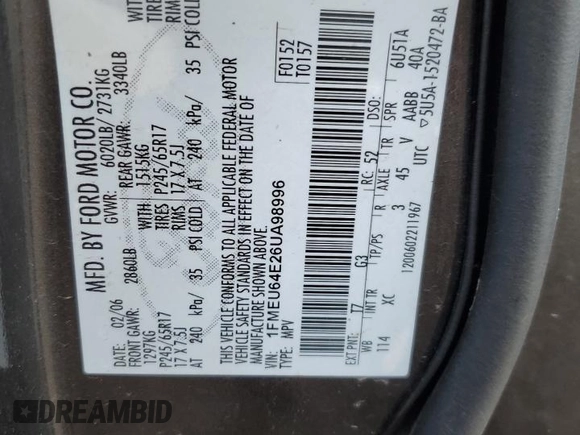 MFD. BY FORD MOTOR CO.
DATE: 02/06 GVWR: 6020LB/ 2731KG
FRONT GAWR: 2860LB REAR GAWR: 3340LB
1297KG WITH 1515KG
P245/65R17 TIRES P245/65R17
17 X 7.5J RIMS 17 X 7.5J
AT 240 kPa/ 35 PSI COLD AT 240 kPa/ 35 PSI COLD
THIS VEHICLE CONFORMS TO ALL APPLICABLE FEDERAL MOTOR
VEHICLE SAFETY STANDARDS IN EFFECT ON THE DATE OF
MANUFACTURE SHOWN ABOVE.
VIN: 1FMEU64E26UA98996 F0152
TYPE: MPV T0157
EXT PNT: T7 G3 RC: 52 DSO:
WB INT TR TP/PS R AXLE TR SPR 6U51A
114 XC 3 45 V AABB 40A
UTC ▽5U5A-1520472-BA
1200602211967
DREAMBID